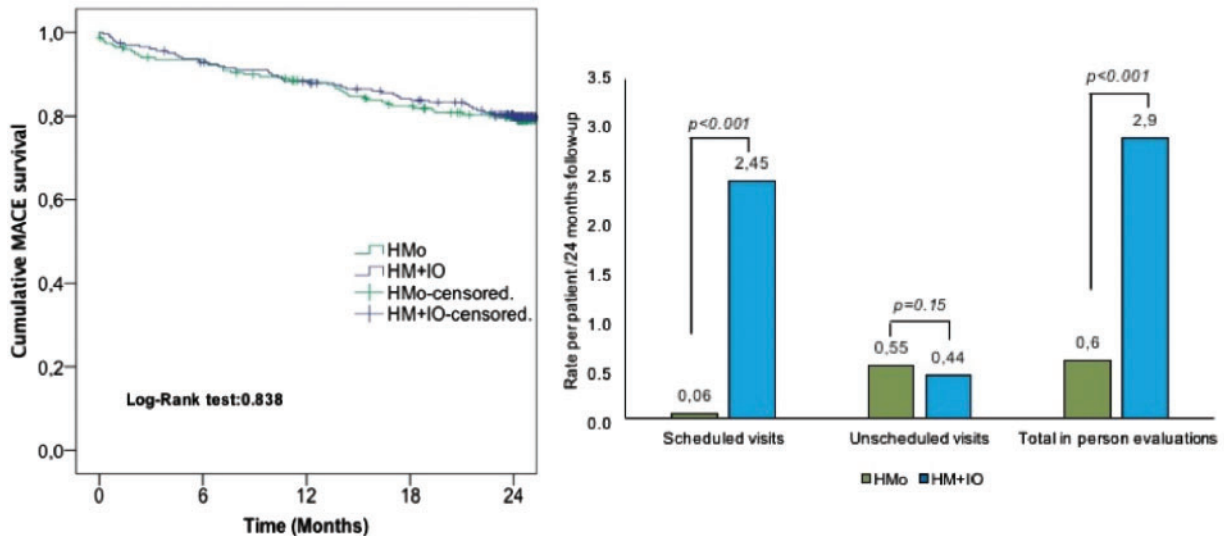 Cumulative MACE survival
1,0
0,8
0,6
0,4
0,2
0,0
HMo
HM+IO
HMo-censored.
HM+IO-censored.
Log-Rank test:0.838
0 6 12 18 24
Time (Months)
Rate per patient /24 months follow-up
3.5
3.0
2.5
2.0
1.5
1.0
0.5
0.0
p<0.001
2,45
0,06
p=0.15
0,55
0,44
p<0.001
2,9
0,6
Scheduled visits Unscheduled visits Total in person evaluations
HMo HM+IO